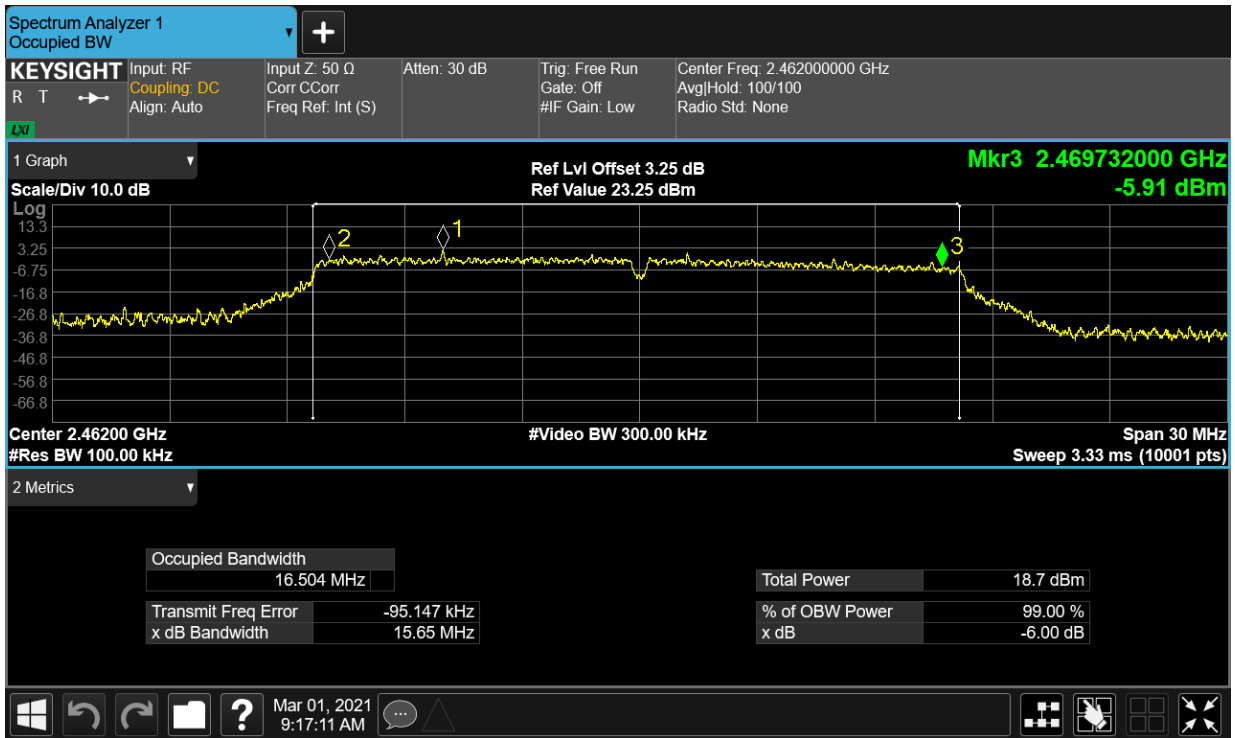 Spectrum Analyzer 1
Occupied BW
+
KEYSIGHT
R T
LXI
Input: RF
Coupling: DC
Align: Auto
Input Z: 50 Ω
Corr CCorr
Freq Ref: Int (S)
Atten: 30 dB
Trig: Free Run
Gate: Off
#IF Gain: Low
Center Freq: 2.462000000 GHz
Avg|Hold: 100/100
Radio Std: None
1 Graph
Ref Lvl Offset 3.25 dB
Mkr3 2.469732000 GHz
Scale/Div 10.0 dB
Ref Value 23.25 dBm
-5.91 dBm
Log
13.3
3.25
-6.75
-16.8
-26.8
-36.8
-46.8
-56.8
-66.8
2
1
3
Center 2.46200 GHz
#Video BW 300.00 kHz
Span 30 MHz
#Res BW 100.00 kHz
Sweep 3.33 ms (10001 pts)
2 Metrics
Occupied Bandwidth
16.504 MHz
Total Power 18.7 dBm
Transmit Freq Error -95.147 kHz
% of OBW Power 99.00 %
x dB Bandwidth 15.65 MHz
x dB -6.00 dB
?
Mar 01, 2021
9:17:11 AM